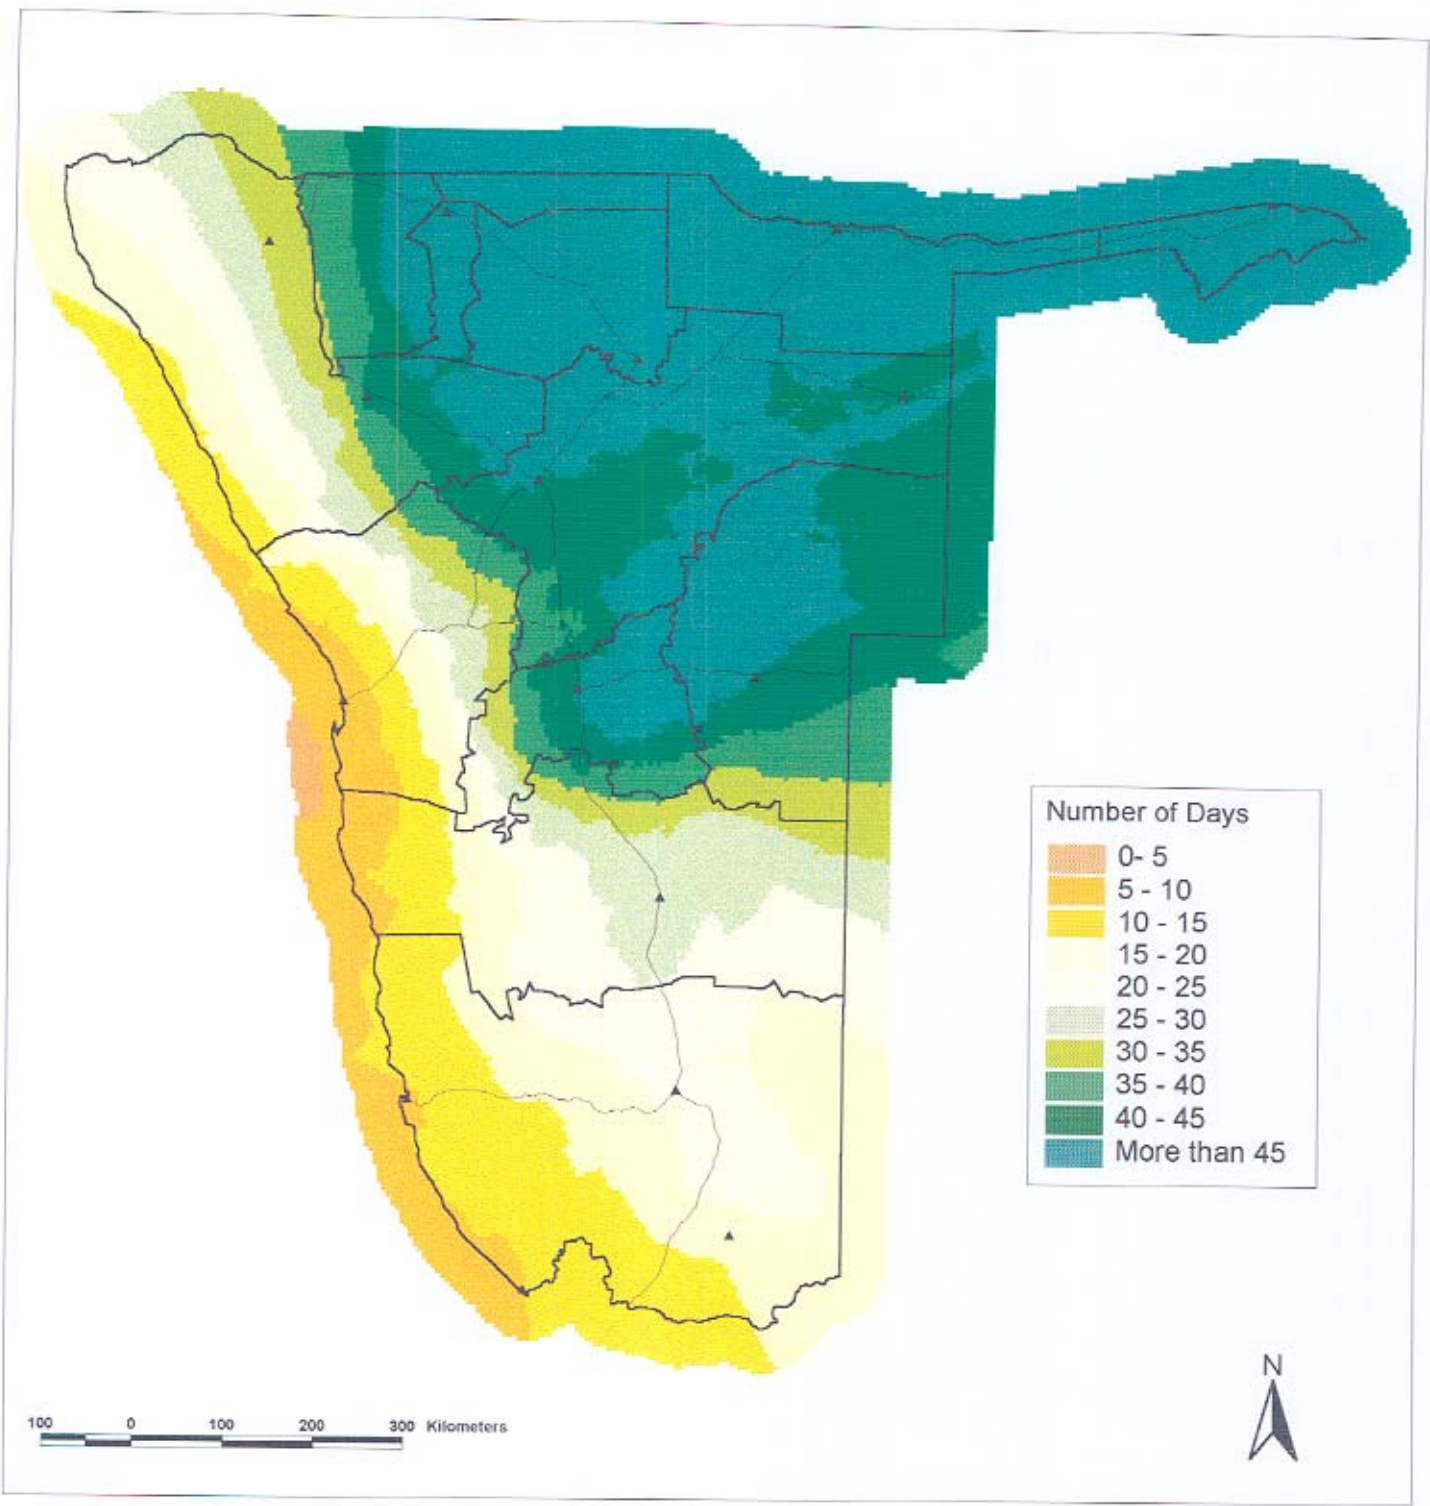 Number of Days
0- 5
5 - 10
10 - 15
15 - 20
20 - 25
25 - 30
30 - 35
35 - 40
40 - 45
More than 45
N
100 0 100 200 300 Kilometers